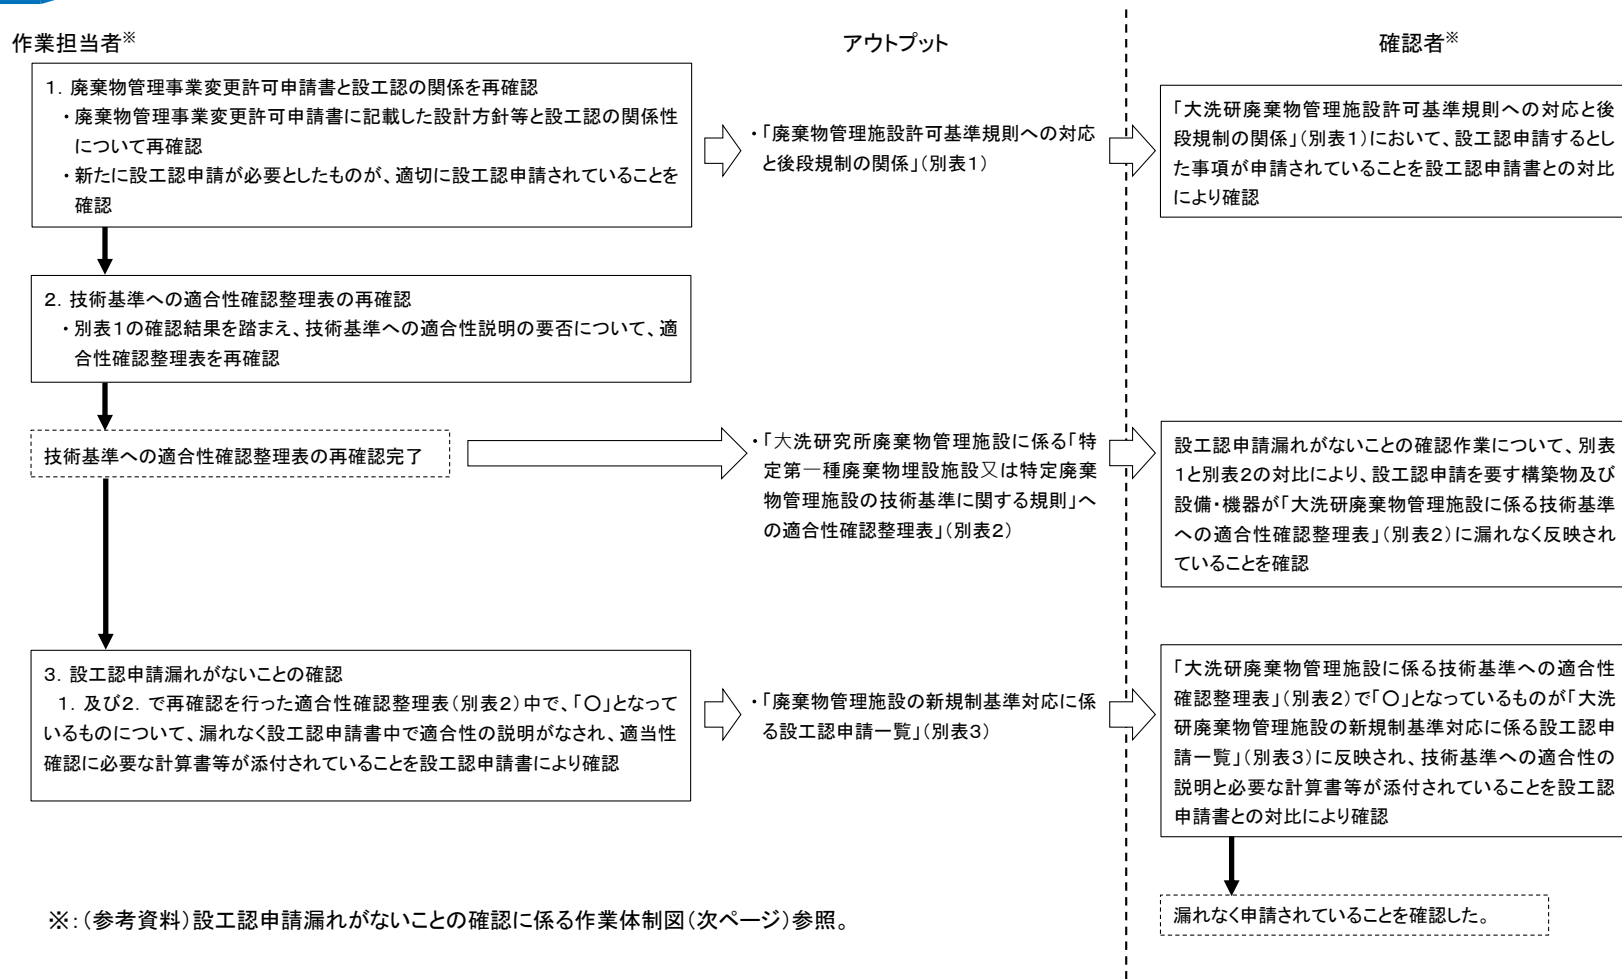 作業担当者※
アウトプット
確認者※
1. 廃棄物管理事業変更許可申請書と設工認の関係を再確認
・廃棄物管理事業変更許可申請書に記載した設計方針等と設工認の関係性
について再確認
・新たに設工認申請が必要としたものが、適切に設工認申請されていることを
確認
・「廃棄物管理施設許可基準規則への対応
と後段規制の関係」(別表1)
「大洗研廃棄物管理施設許可基準規則への対応と後
段規制の関係」(別表1)において、設工認申請するとし
た事項が申請されていることを設工認申請書との対比
により確認
2. 技術基準への適合性確認整理表の再確認
・別表1の確認結果を踏まえ、技術基準への適合性説明の要否について、適
合性確認整理表を再確認
技術基準への適合性確認整理表の再確認完了
・「大洗研究所廃棄物管理施設に係る「特
定第一種廃棄物埋設施設又は特定廃棄
物管理施設の技術基準に関する規則」へ
の適合性確認整理表」(別表2)
設工認申請漏れがないことの確認作業について、別表
1と別表2の対比により、設工認申請を要す構築物及び
設備・機器が「大洗研廃棄物管理施設に係る技術基準
への適合性確認整理表」(別表2)に漏れなく反映され
ていることを確認
3. 設工認申請漏れがないことの確認
1. 及び2. で再確認を行った適合性確認整理表(別表2)中で、「〇」となって
いるものについて、漏れなく設工認申請書中で適合性の説明がなされ、適当性
確認に必要な計算書等が添付されていることを設工認申請書により確認
・「廃棄物管理施設の新規制基準対応に係
る設工認申請一覧」(別表3)
「大洗研廃棄物管理施設に係る技術基準への適合性
確認整理表」(別表2)で「〇」となっているものが「大洗
研廃棄物管理施設の新規制基準対応に係る設工認申
請一覧」(別表3)に反映され、技術基準への適合性の
説明と必要な計算書等が添付されていることを設工認
申請書との対比により確認
漏れなく申請されていることを確認した。
※:(参考資料)設工認申請漏れがないことの確認に係る作業体制図(次ページ)参照。